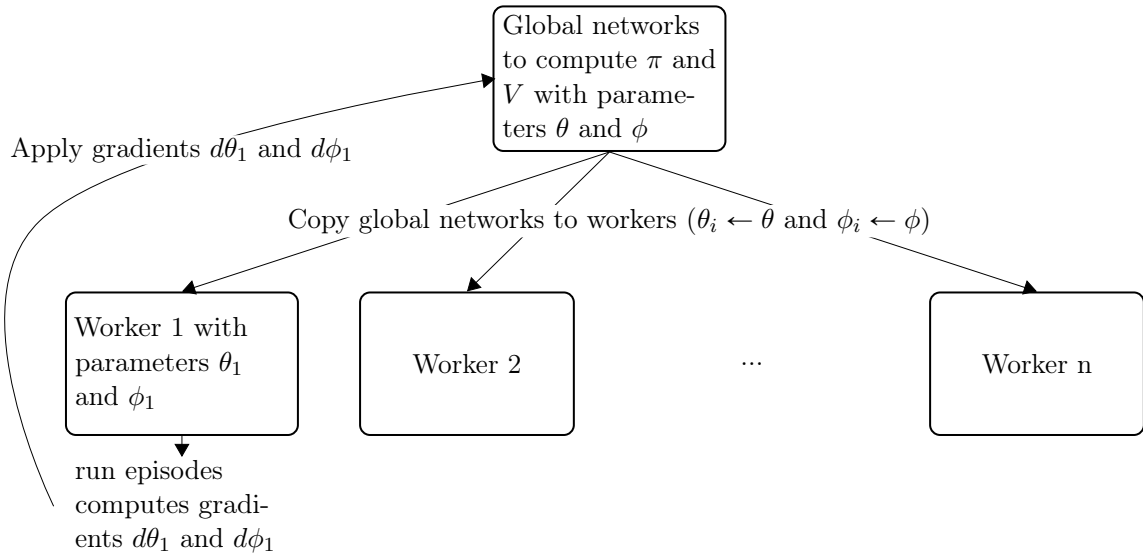 Global networks
to compute π and
V with parame-
ters θ and ϕ
Apply gradients dθ₁ and dϕ₁
Copy global networks to workers (θᵢ ← θ and ϕᵢ ← ϕ)
Worker 1 with
parameters θ₁
and ϕ₁
Worker 2
...
Worker n
run episodes
computes gradi-
ents dθ₁ and dϕ₁